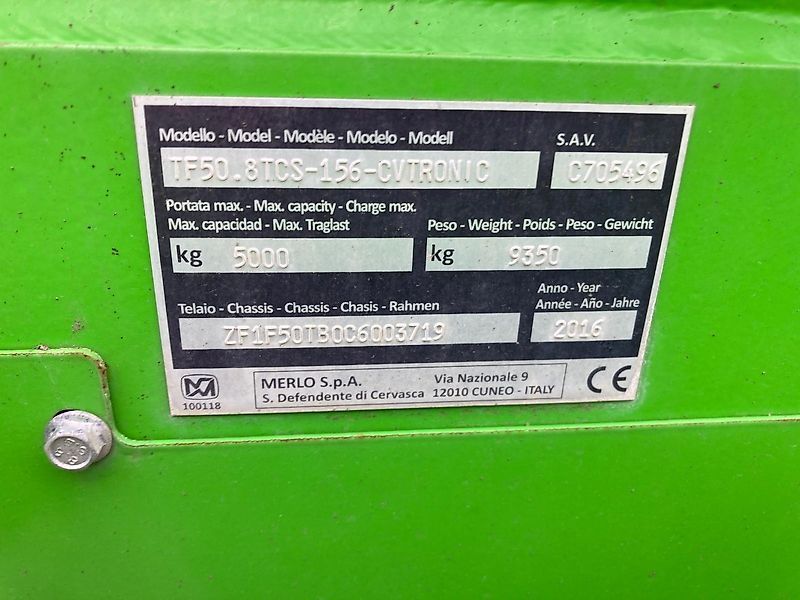 Modello - Model - Modèle - Modelo - Modell
S.A.V.
TF50.8TCS-156-CVTRONIC
C705496
Portata max. - Max. capacity - Charge max.
Max. capacidad - Max. Traglast
Peso - Weight - Poids - Peso - Gewicht
kg 5000
kg 9350
Telaio - Chassis - Chassis - Chasis - Rahmen
Anno - Year
Année - Año - Jahre
ZF1F50TB0C6003719
2016
MERLO S.p.A.
Via Nazionale 9
S. Defendente di Cervasca
12010 CUNEO - ITALY
100118
CE